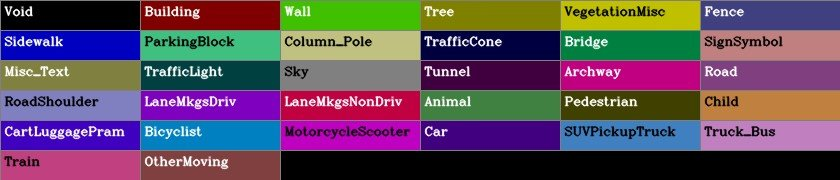 Void Building Wall Tree VegetationMisc Fence
Sidewalk ParkingBlock Column_Pole TrafficCone Bridge SignSymbol
Misc_Text TrafficLight Sky Tunnel Archway Road
RoadShoulder LaneMkgsDriv LaneMkgsNonDriv Animal Pedestrian Child
CartLuggagePram Bicyclist MotorcycleScooter Car SUVPickupTruck Truck_Bus
Train OtherMoving